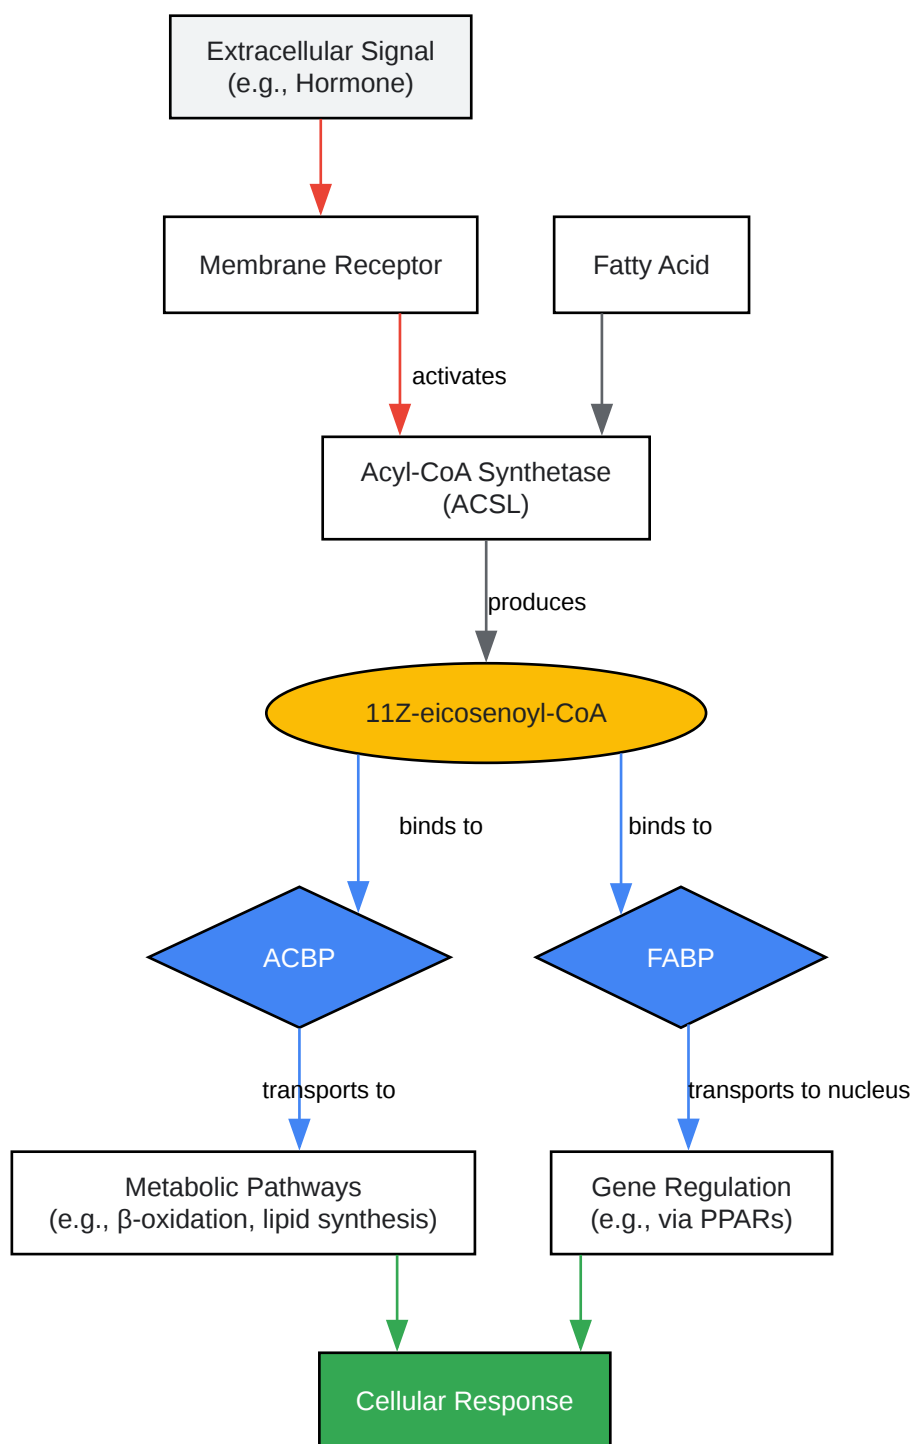 Extracellular Signal
(e.g., Hormone)
Membrane Receptor
Fatty Acid
activates
Acyl-CoA Synthetase
(ACSL)
produces
11Z-eicosenoyl-CoA
binds to
binds to
ACBP
FABP
transports to
transports to nucleus
Metabolic Pathways
(e.g., β-oxidation, lipid synthesis)
Gene Regulation
(e.g., via PPARs)
Cellular Response